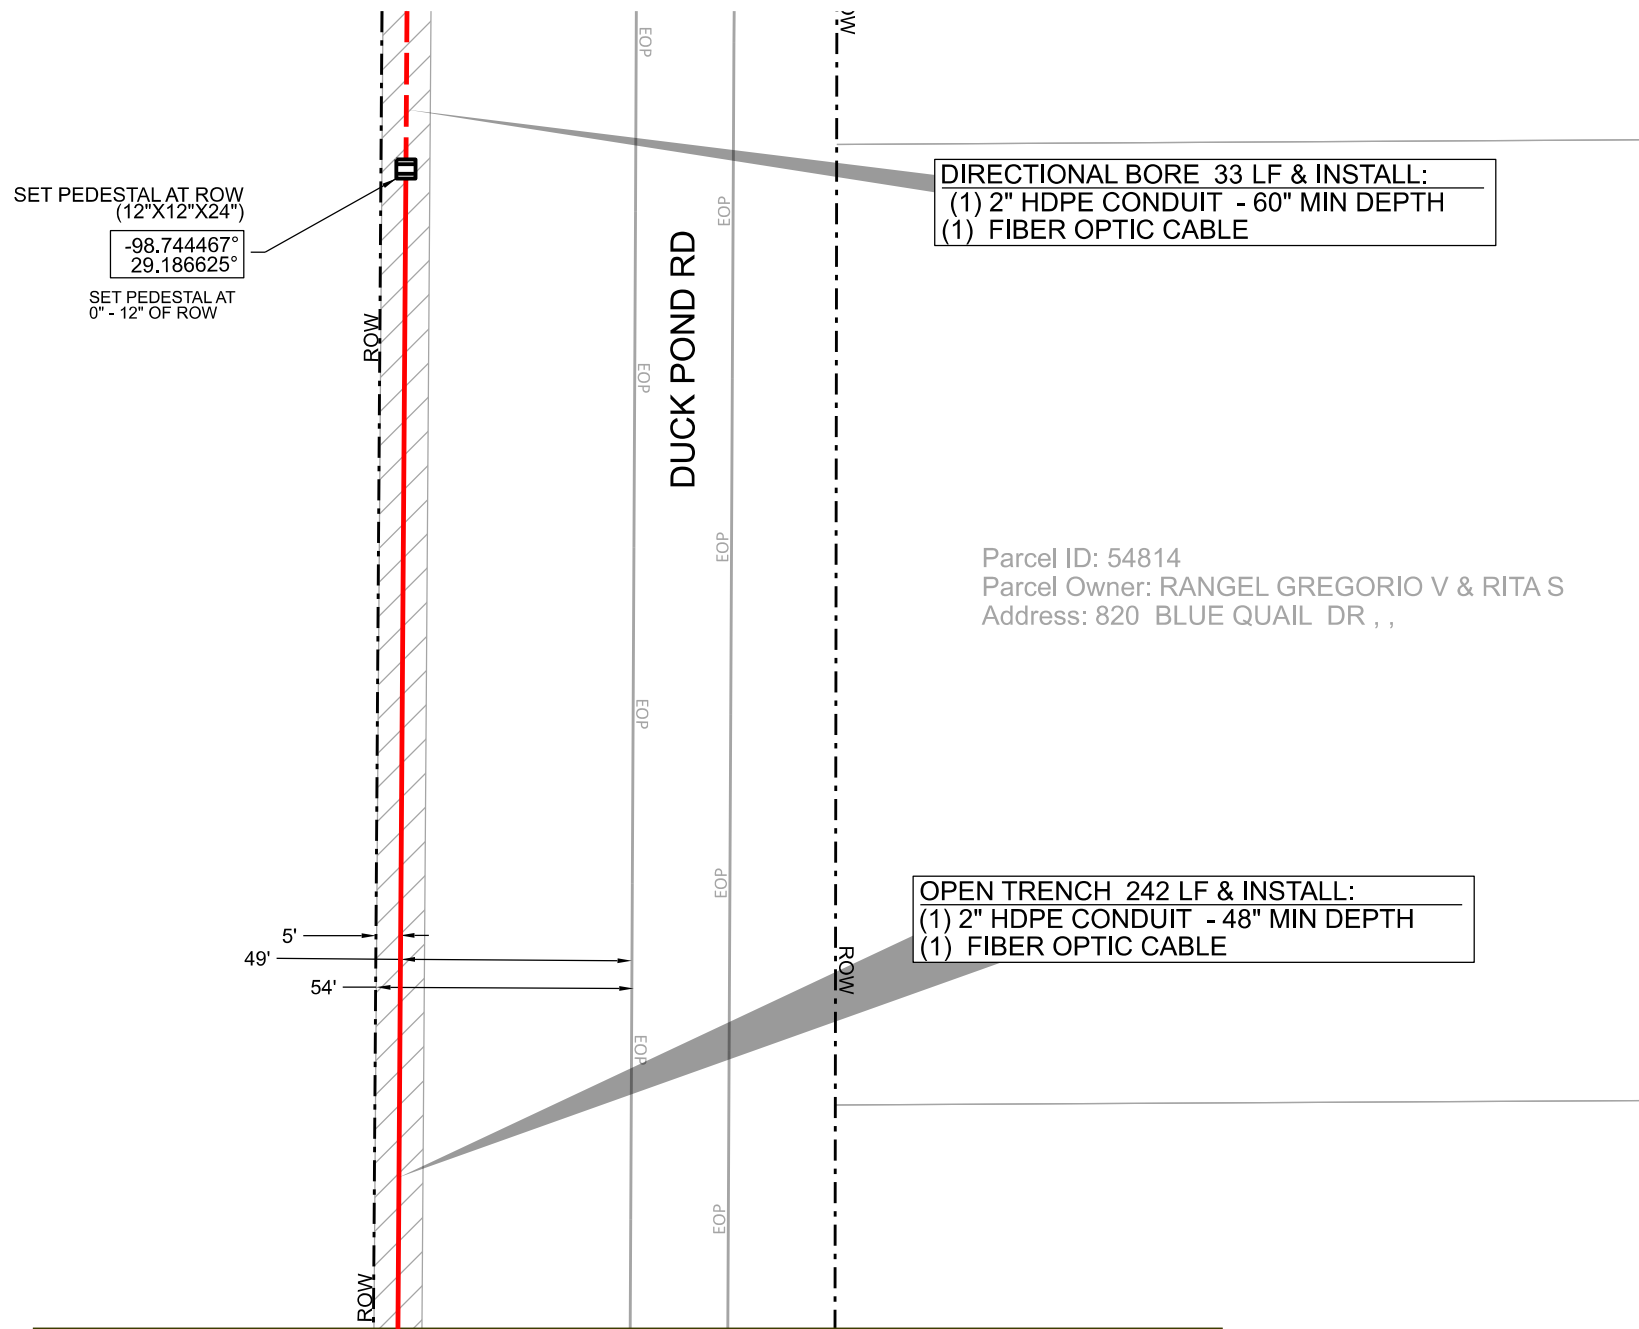 EOP
OW
SET PEDESTAL AT ROW
(12"X12"X24")
-98.744467°
29.186625°
SET PEDESTAL AT
0" - 12" OF ROW
DIRECTIONAL BORE 33 LF & INSTALL:
(1) 2" HDPE CONDUIT - 60" MIN DEPTH
(1) FIBER OPTIC CABLE
EOP
DUCK POND RD
ROW
EOP
EOP
Parcel ID: 54814
Parcel Owner: RANGEL GREGORIO V & RITA S
Address: 820 BLUE QUAIL DR , ,
EOP
EOP
OPEN TRENCH 242 LF & INSTALL:
(1) 2" HDPE CONDUIT - 48" MIN DEPTH
(1) FIBER OPTIC CABLE
5'
49'
54'
ROW
EOP
EOP
ROW